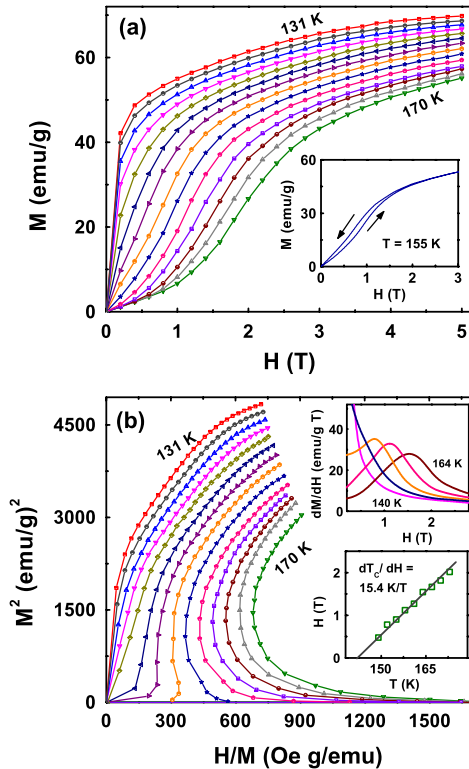 (a)
131 K
170 K
M (emu/g)
60
40
20
0
0 1 2 3 4 5
H (T)
M (emu/g)
60
30
0
T = 155 K
0 1 2 3
H (T)
(b)
131 K
170 K
M² (emu/g)²
4500
3000
1500
0
0 300 600 900 1200 1500
H/M (Oe g/emu)
dM/dH (emu/g T)
40
20
0
164 K
140 K
1 2
H (T)
H (T)
2
1
0
dT_C/ dH =
15.4 K/T
150 165
T (K)